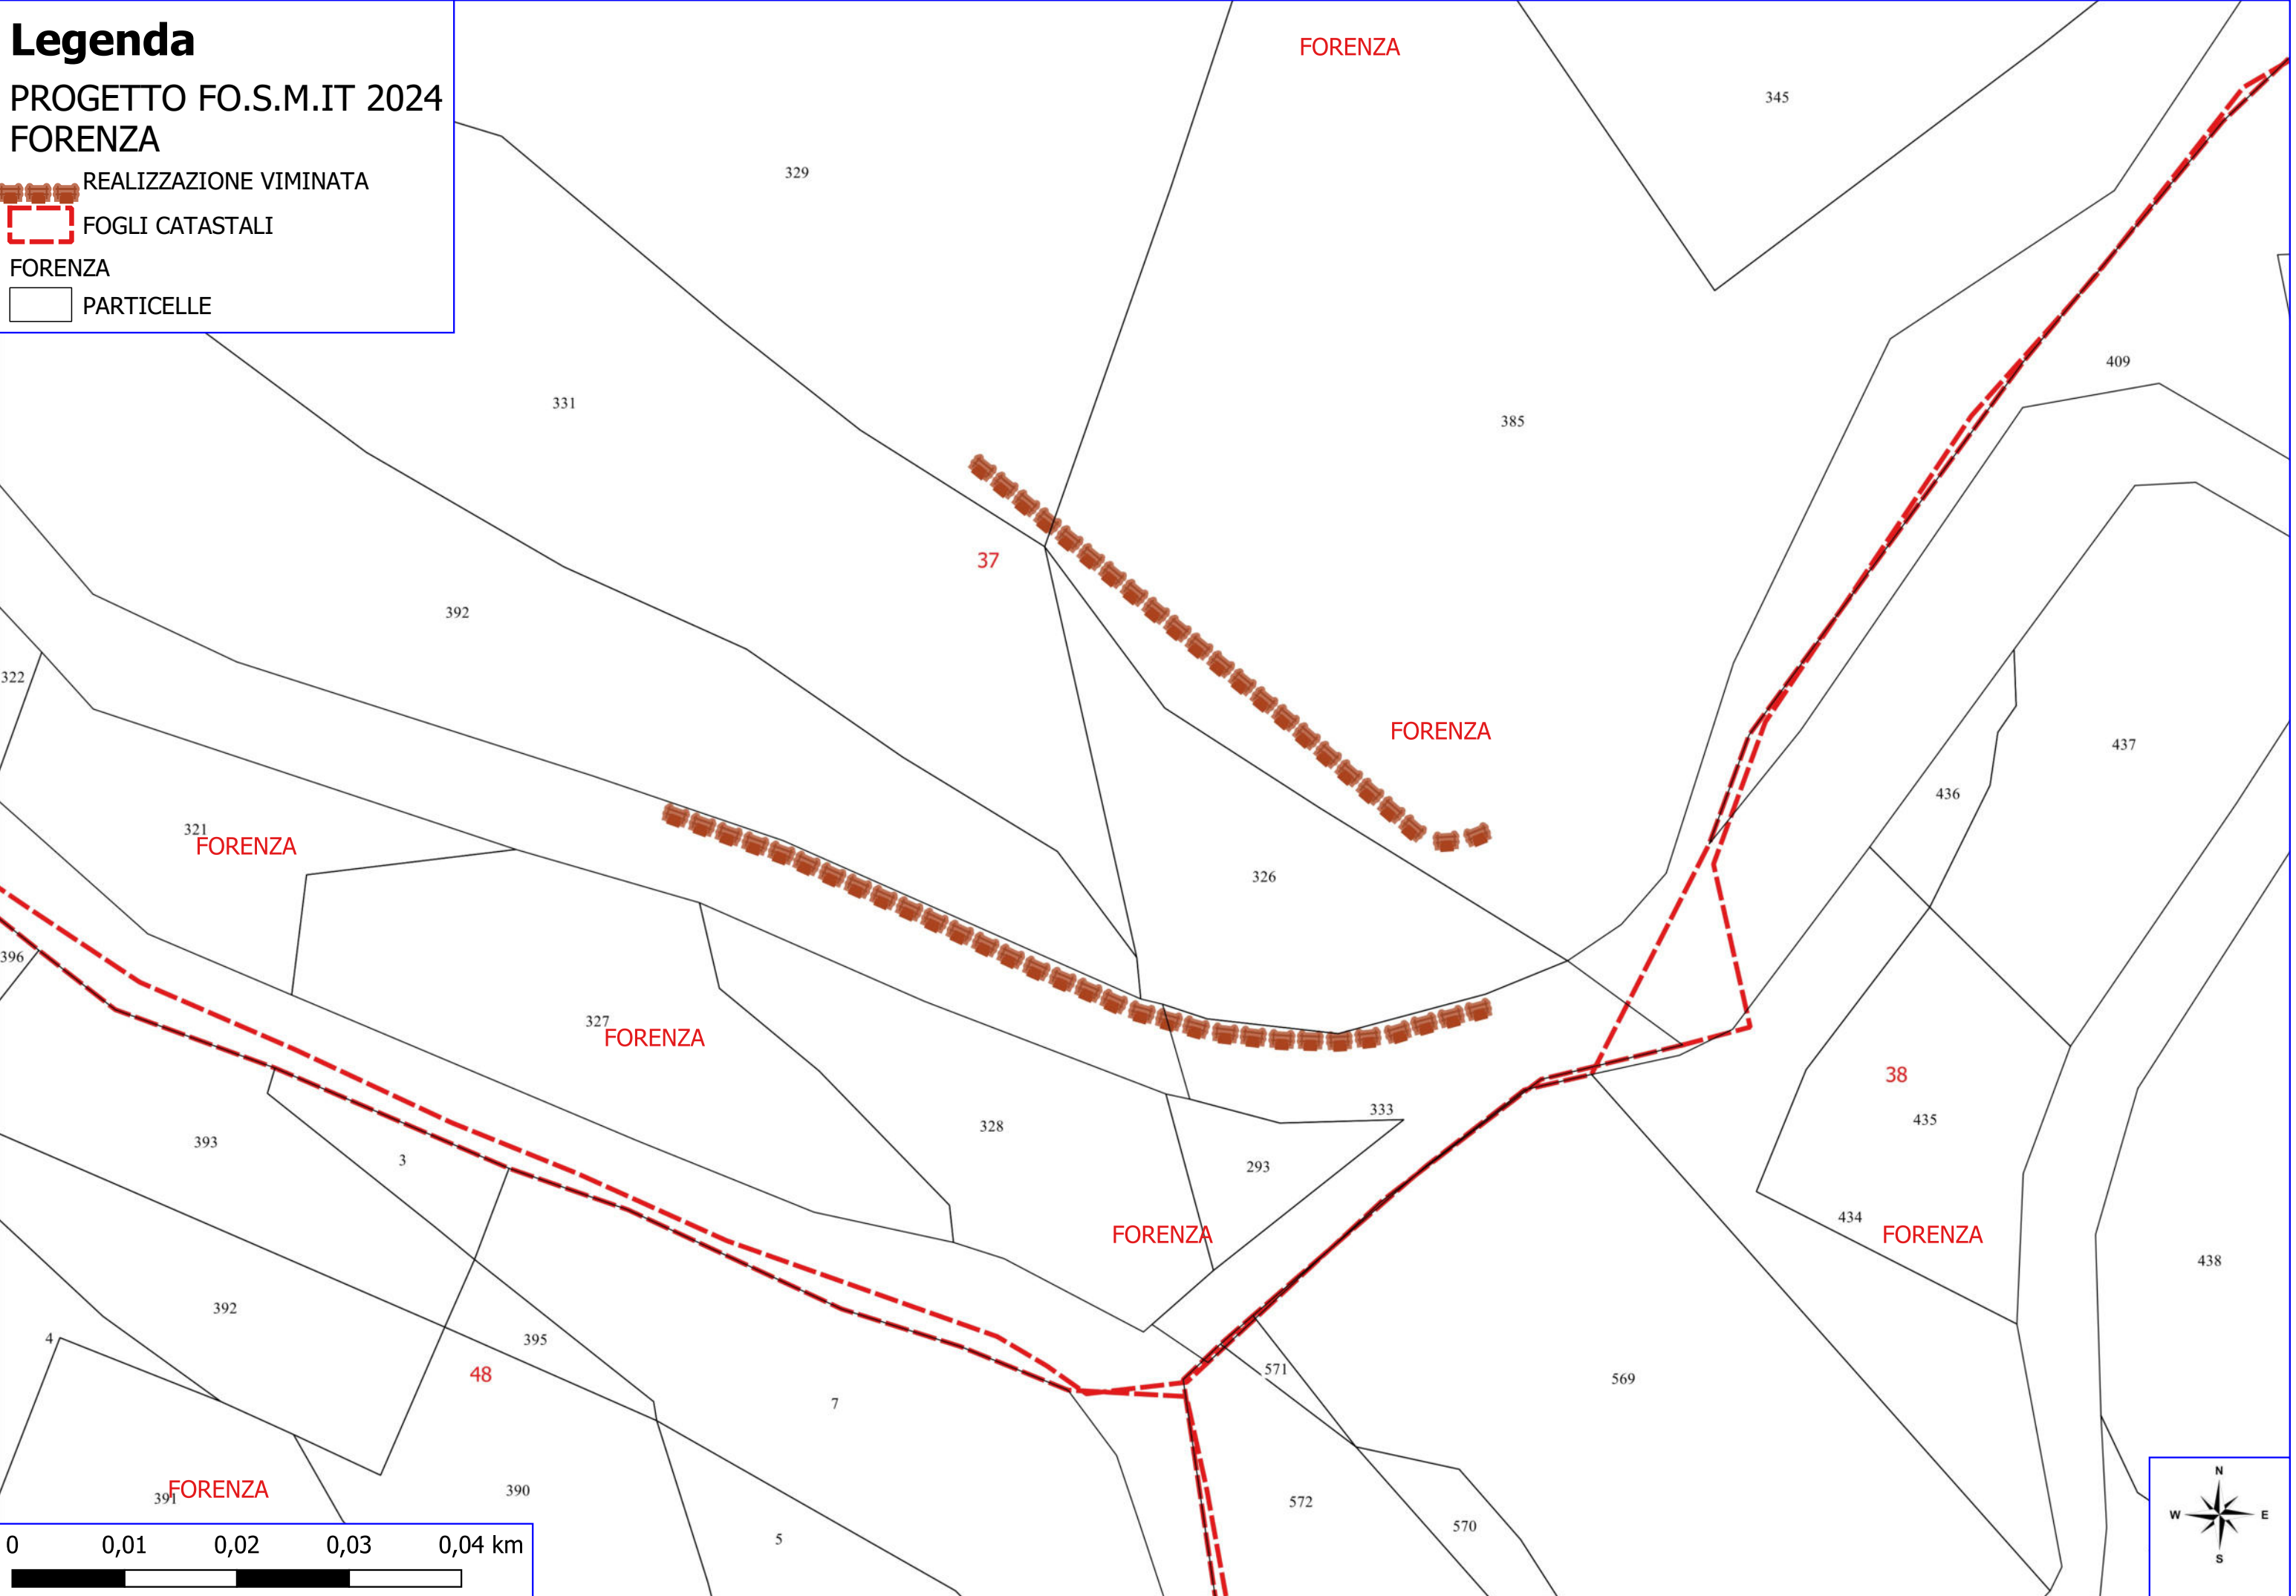 Legenda
PROGETTO FO.S.M.IT 2024
FORENZA
REALIZZAZIONE VIMINATA
FOGLI CATASTALI
FORENZA
PARTICELLE
FORENZA
345
329
409
331
385
37
392
322
FORENZA
437
436
321
FORENZA
326
396
327
FORENZA
38
333
435
328
393
3
293
434
FORENZA
FORENZA
438
392
4
395
48
571
569
7
391
FORENZA
390
572
570
5
0 0,01 0,02 0,03 0,04 km
N
W E
S